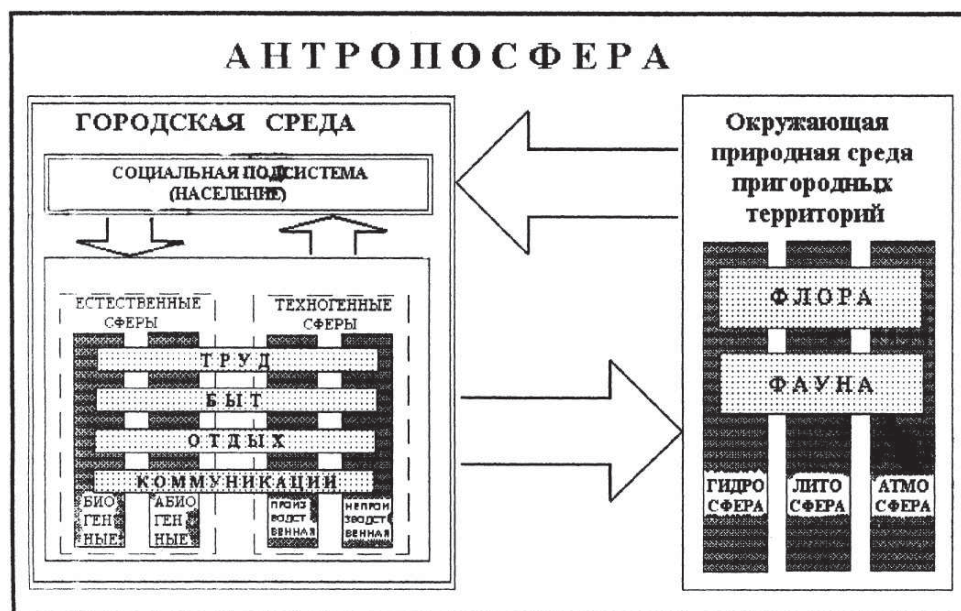 АНТРОПОСФЕРА
ГОРОДСКАЯ СРЕДА
СОЦИАЛЬНАЯ ПОДСИСТЕМА
(НАСЕЛЕНИЕ)
ЕСТЕСТВЕННЫЕ
СФЕРЫ
ТЕХНОГЕННЫЕ
СФЕРЫ
ТРУД
БЫТ
ОТДЫХ
КОММУНИКАЦИИ
БИО
ГЕН
НЫЕ
АБИО
ГЕН
НЫЕ
ПРОИЗ
ВОДСТ
ВЕННАЯ
НЕПРОИ
ЗВОДСТ
ВЕННАЯ
Окружающая
природная среда
пригородных
территорий
ФЛОРА
ФАУНА
ГИДРО
СФЕРА
ЛИТО
СФЕРА
АТМО
СФЕРА